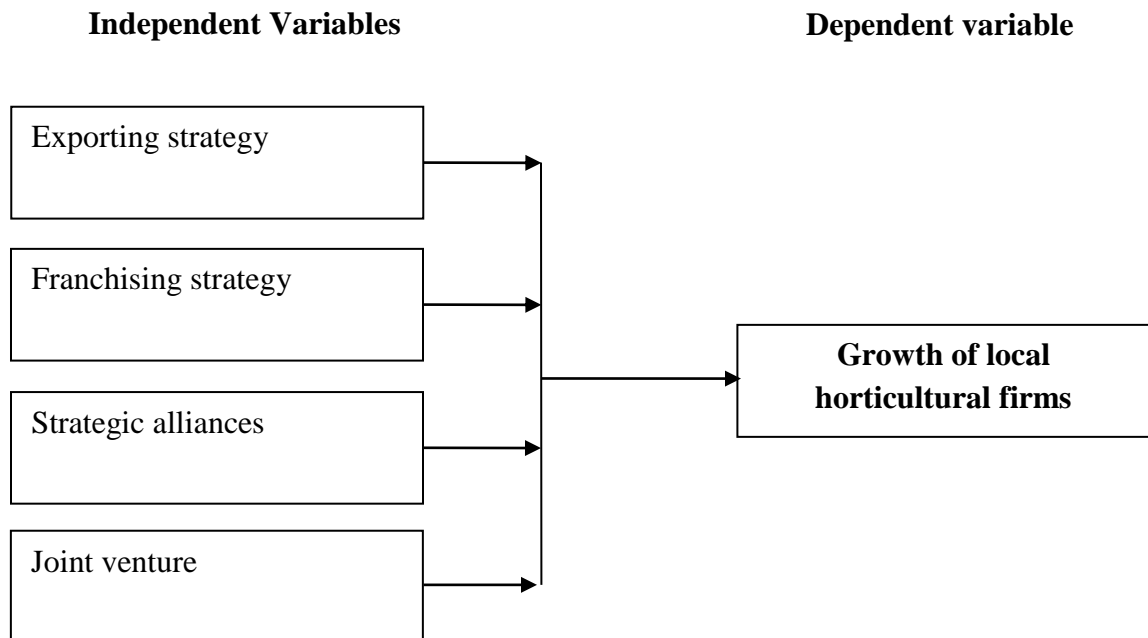 Independent Variables
Dependent variable
Exporting strategy
Franchising strategy
Growth of local
horticultural firms
Strategic alliances
Joint venture